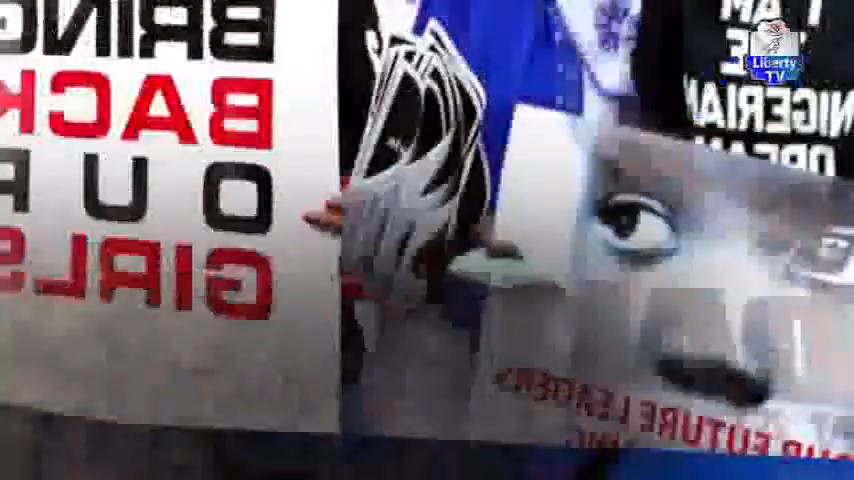 BRING
BACK
OUR
GIRLS
FUTURE LEADERS
I AM
NIGERIAN
Liberty
TV